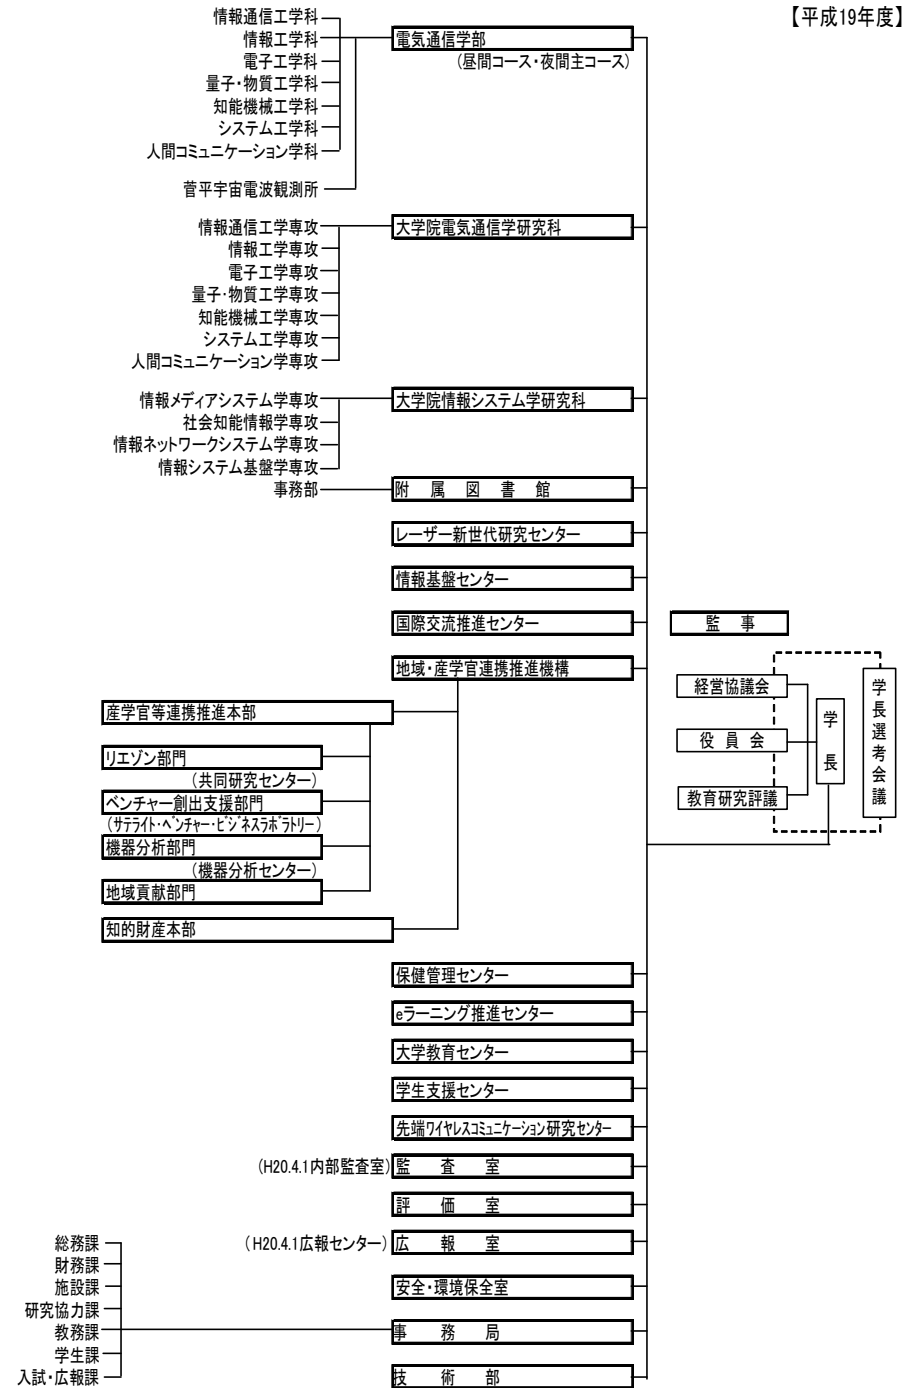 【平成19年度】
情報通信工学科
情報工学科
電気通信学部
電子工学科
(昼間コース・夜間主コース)
量子・物質工学科
知能機械工学科
システム工学科
人間コミュニケーション学科
菅平宇宙電波観測所
情報通信工学専攻
大学院電気通信学研究科
情報工学専攻
電子工学専攻
量子・物質工学専攻
知能機械工学専攻
システム工学専攻
人間コミュニケーション学専攻
情報メディアシステム学専攻
大学院情報システム学研究科
社会知能情報学専攻
情報ネットワークシステム学専攻
情報システム基盤学専攻
事務部
附属図書館
レーザー新世代研究センター
情報基盤センター
国際交流推進センター
監事
地域・産学官連携推進機構
経営協議会
役員会
教育研究評議
学長
学長選考会議
産学官等連携推進本部
リエゾン部門
(共同研究センター)
ベンチャー創出支援部門
(サテライト・ベンチャー・ビジネスラボラトリー)
機器分析部門
(機器分析センター)
地域貢献部門
知的財産本部
保健管理センター
eラーニング推進センター
大学教育センター
学生支援センター
先端ワイヤレスコミュニケーション研究センター
(H20.4.1内部監査室)
監査室
評価室
(H20.4.1広報センター)
広報室
安全・環境保全室
総務課
財務課
施設課
研究協力課
教務課
学生課
入試・広報課
事務局
技術部